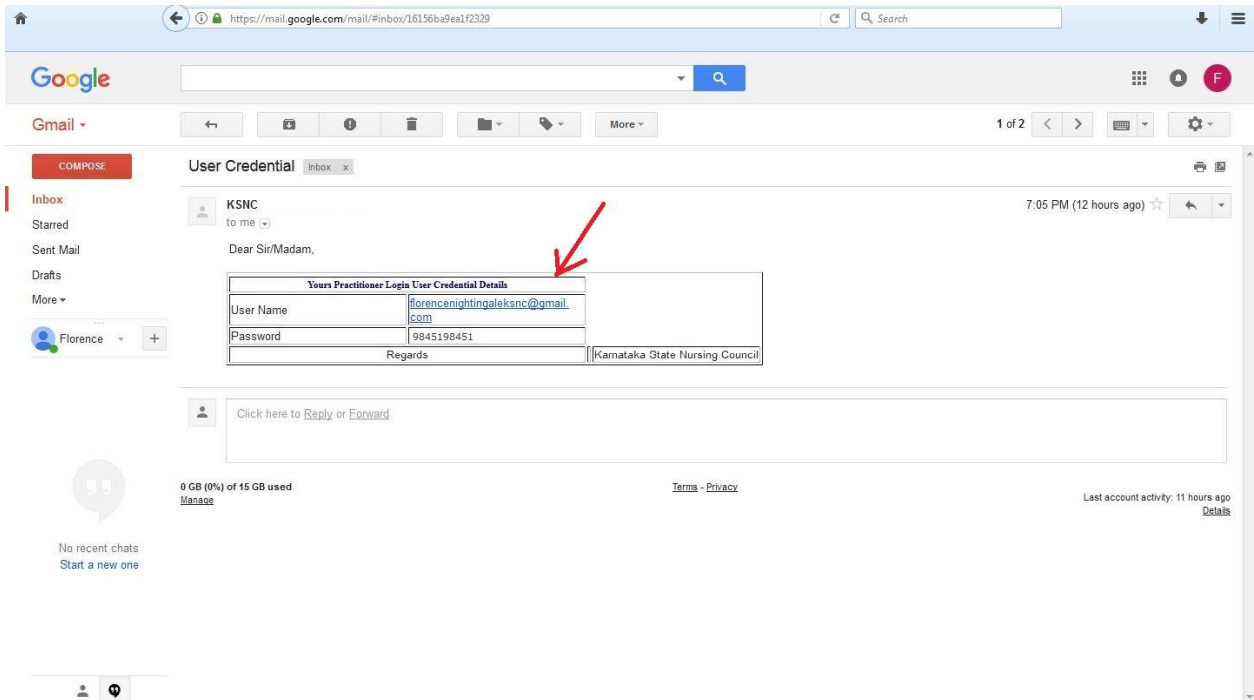 https://mail.google.com/mail/#inbox/16156ba9ea1f2329
Search
Google
F
Gmail
More
1 of 2
COMPOSE
User Credential
Inbox x
Inbox
Starred
Sent Mail
Drafts
More
Florence
+
KSNC
7:05 PM (12 hours ago)
to me
Dear Sir/Madam,
Yours Practitioner Login User Credential Details
User Name
florencenightingaleksnc@gmail.
com
Password
9845198451
Regards
Karnataka State Nursing Council
Click here to Reply or Forward
0 GB (0%) of 15 GB used
Manage
Terms - Privacy
Last account activity: 11 hours ago
Details
No recent chats
Start a new one